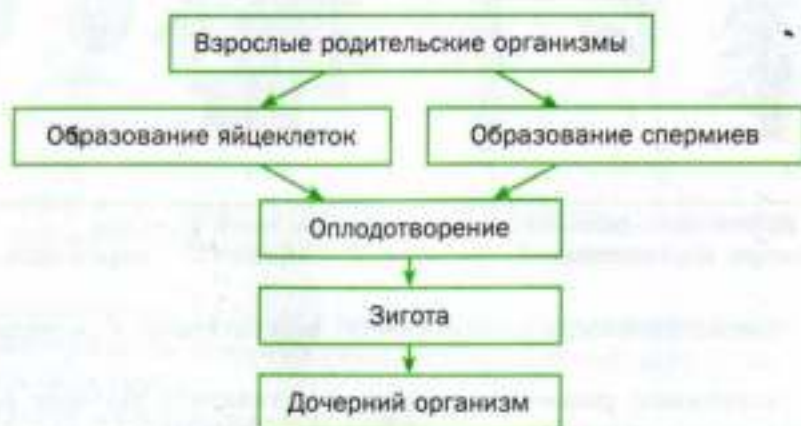 Взрослые родительские организмы
Образование яйцеклеток
Образование спермиев
Оплодотворение
Зигота
Дочерний организм